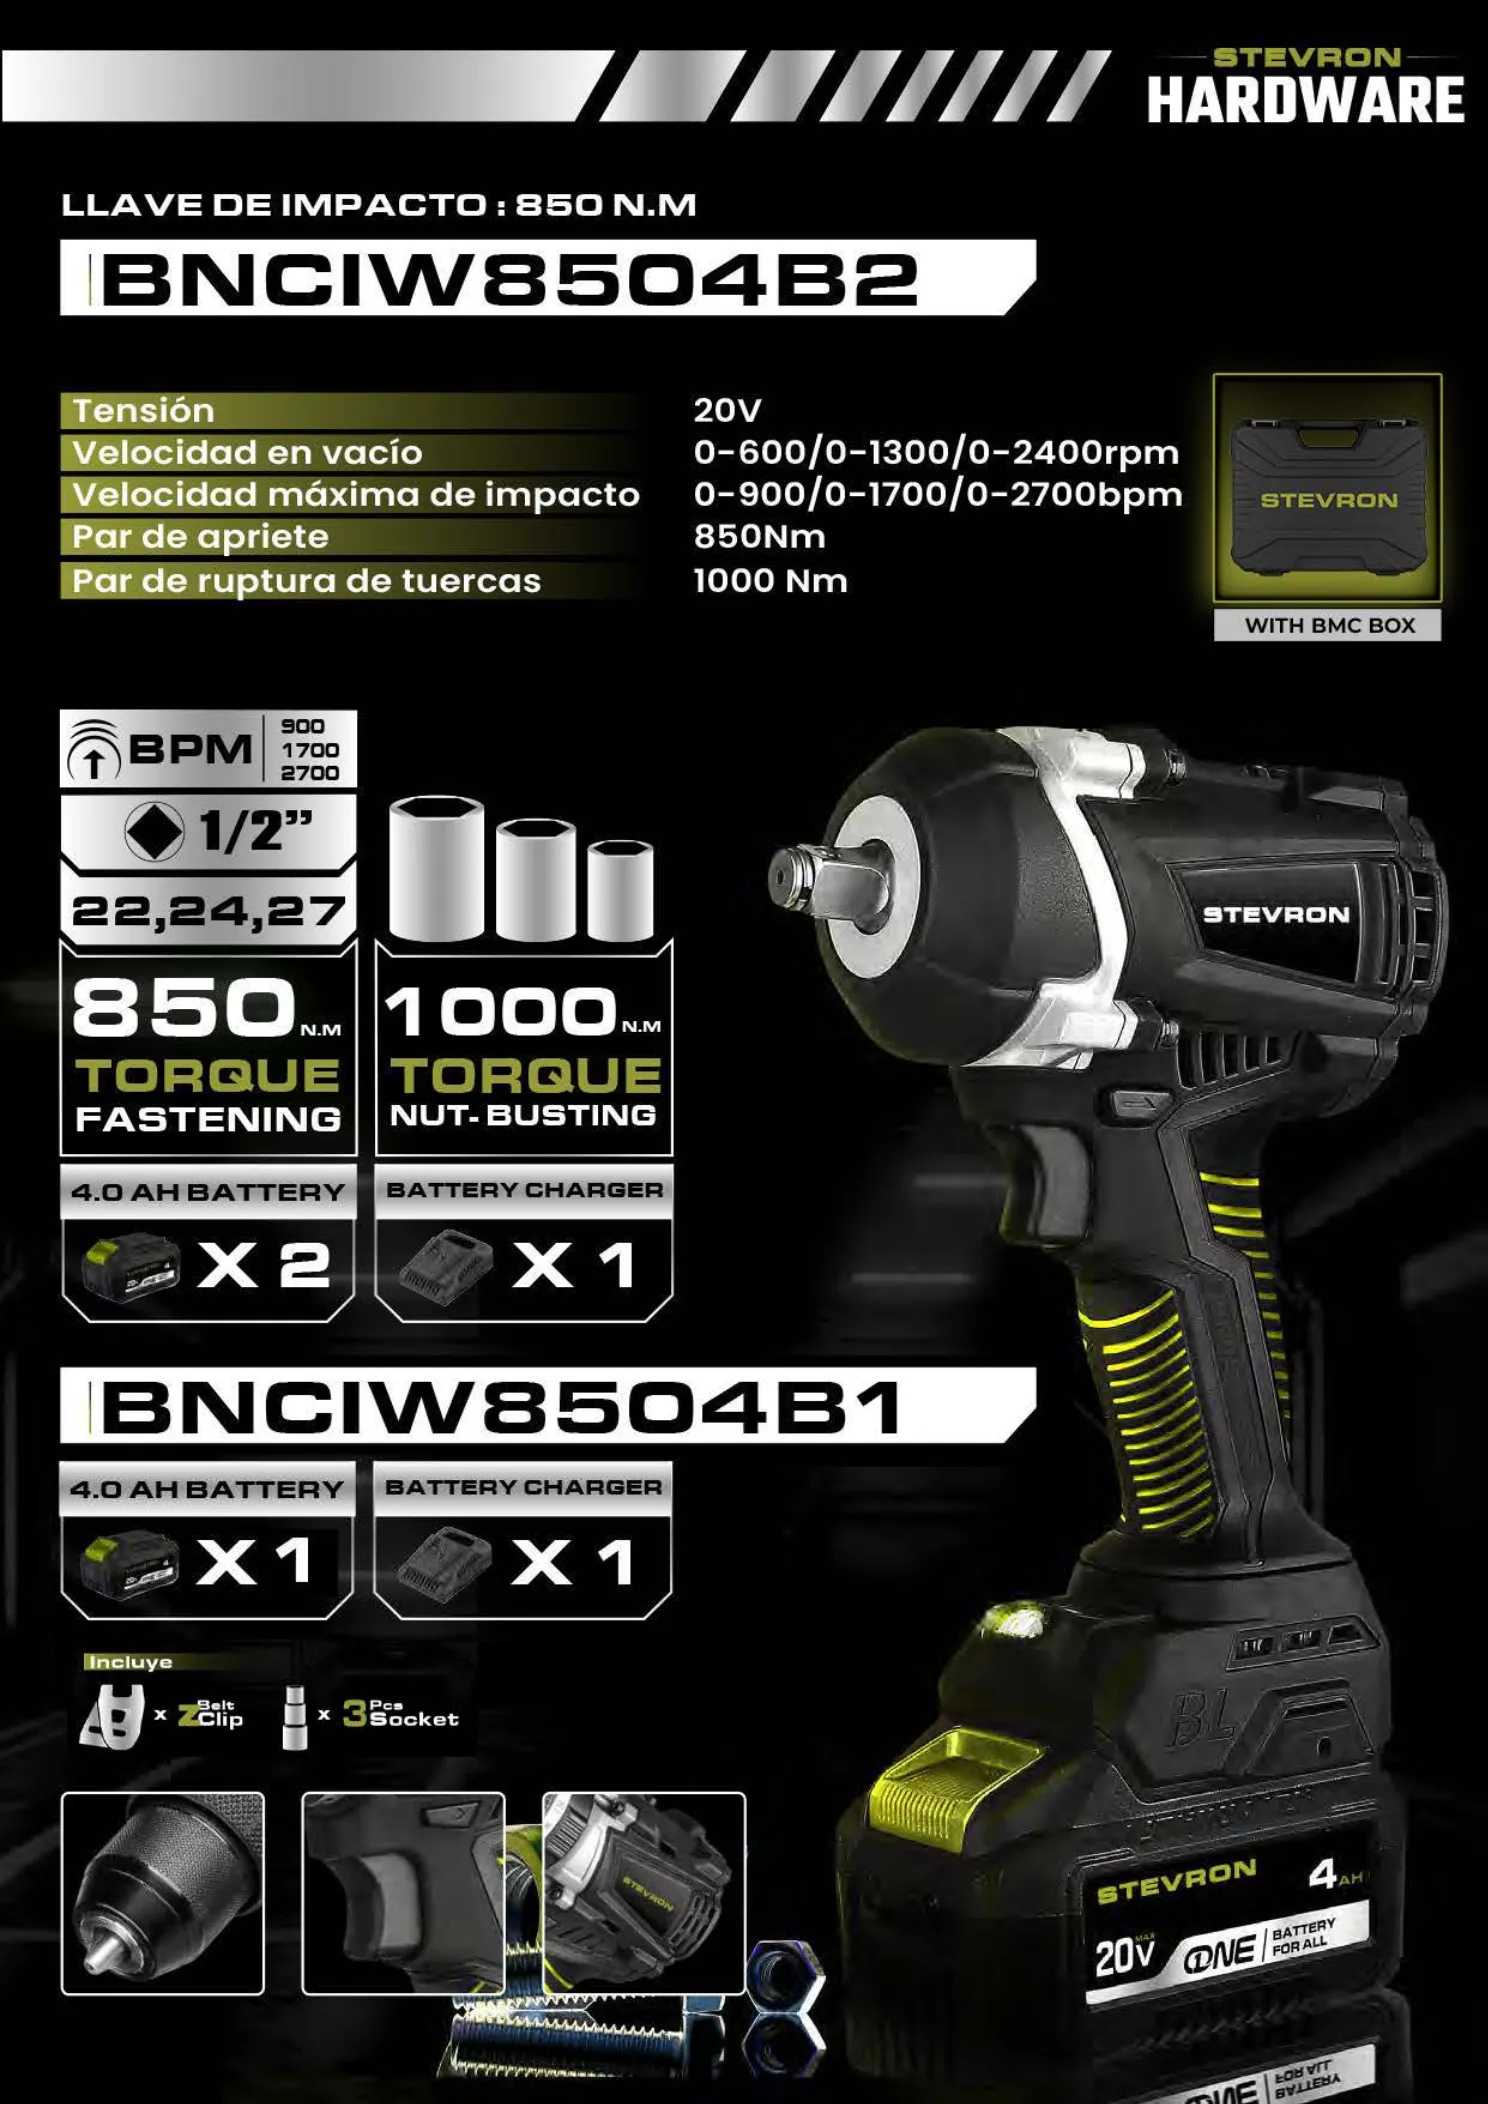 STEVRON
HARDWARE
LLAVE DE IMPACTO : 850 N.M
BNCIW8504B2
Tensión 20V
Velocidad en vacío 0-600/0-1300/0-2400rpm
Velocidad máxima de impacto 0-900/0-1700/0-2700bpm
Par de apriete 850Nm
Par de ruptura de tuercas 1000 Nm
STEVRON
WITH BMC BOX
BPM
900
1700
2700
1/2”
22,24,27
850 N.M
TORQUE
FASTENING
1000 N.M
TORQUE
NUT-BUSTING
STEVRON
4.0 AH BATTERY
X 2
BATTERY CHARGER
X 1
BNCIW8504B1
4.0 AH BATTERY
X 1
BATTERY CHARGER
X 1
Incluye
x 2 Belt Clip
x 3 Pcs Socket
BL
STEVRON
STEVRON 4AH
20V MAX ONE BATTERY FOR ALL